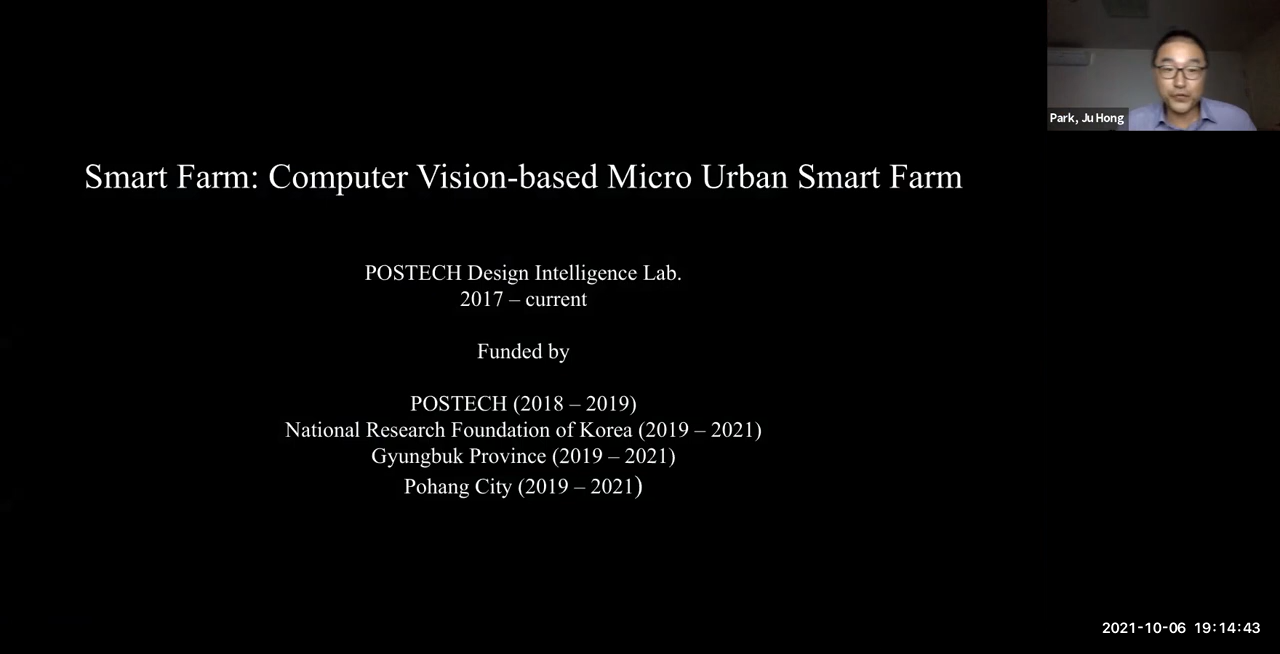 Park, Ju Hong
Smart Farm: Computer Vision-based Micro Urban Smart Farm
POSTECH Design Intelligence Lab.
2017 – current
Funded by
POSTECH (2018 – 2019)
National Research Foundation of Korea (2019 – 2021)
Gyungbuk Province (2019 – 2021)
Pohang City (2019 – 2021)
2021-10-06 19:14:43